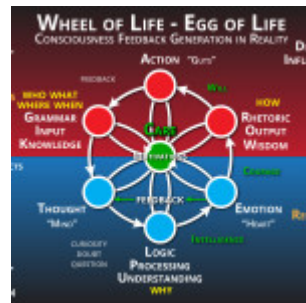 WHEEL OF LIFE - EGG OF LIFE
CONSCIOUSNESS FEEDBACK GENERATION IN REALITY
ACTION "GUTS"
FEEDBACK
WILL
WHO WHAT
WHERE WHEN
HOW
GRAMMAR
INPUT
KNOWLEDGE
CARE
RHETORIC
OUTPUT
WISDOM
MOTIVATIONS
COURAGE
FEEDBACK
THOUGHT
"MIND"
EMOTION
"HEART"
CURIOSITY
DOUBT
QUESTION
INTELLIGENCE
LOGIC
PROCESSING
UNDERSTANDING
WHY